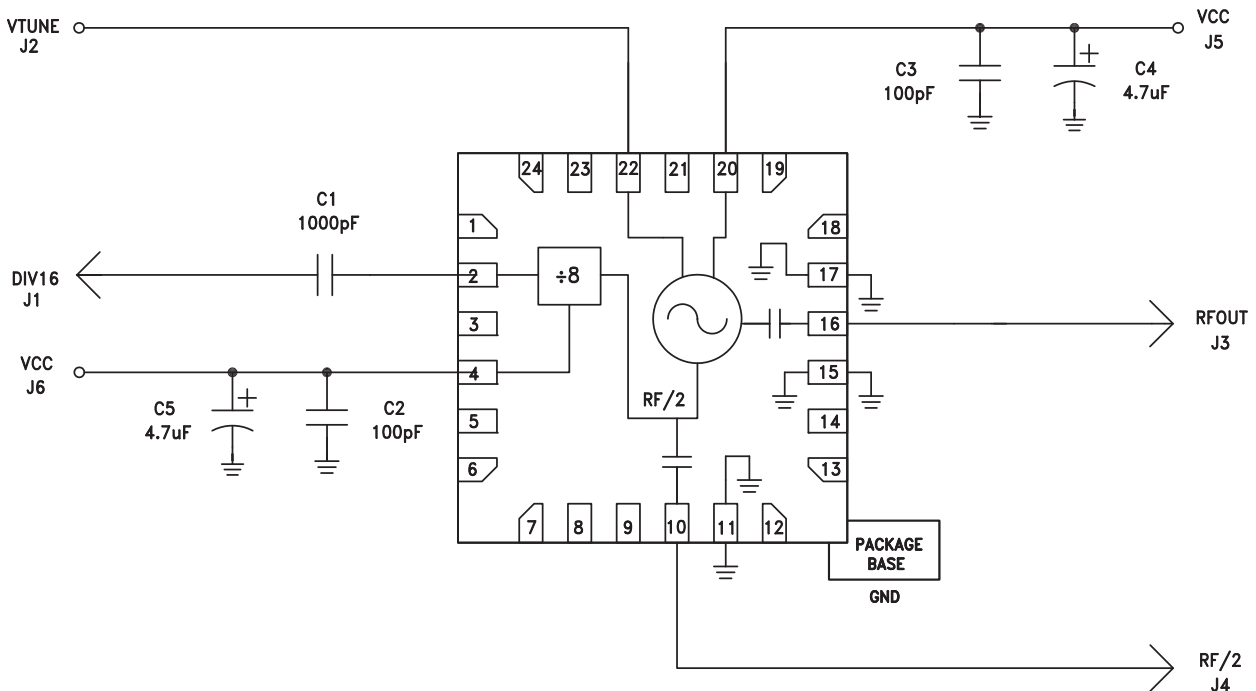 VTUNE
J2
VCC
J5
C3
100pF
C4
4.7uF
24
23
22
21
20
19
C1
1000pF
1
18
DIV16
J1
2
÷8
17
3
16
RFOUT
J3
VCC
J6
4
15
C5
4.7uF
C2
100pF
RF/2
5
14
6
13
7
8
9
10
11
12
PACKAGE
BASE
GND
RF/2
J4